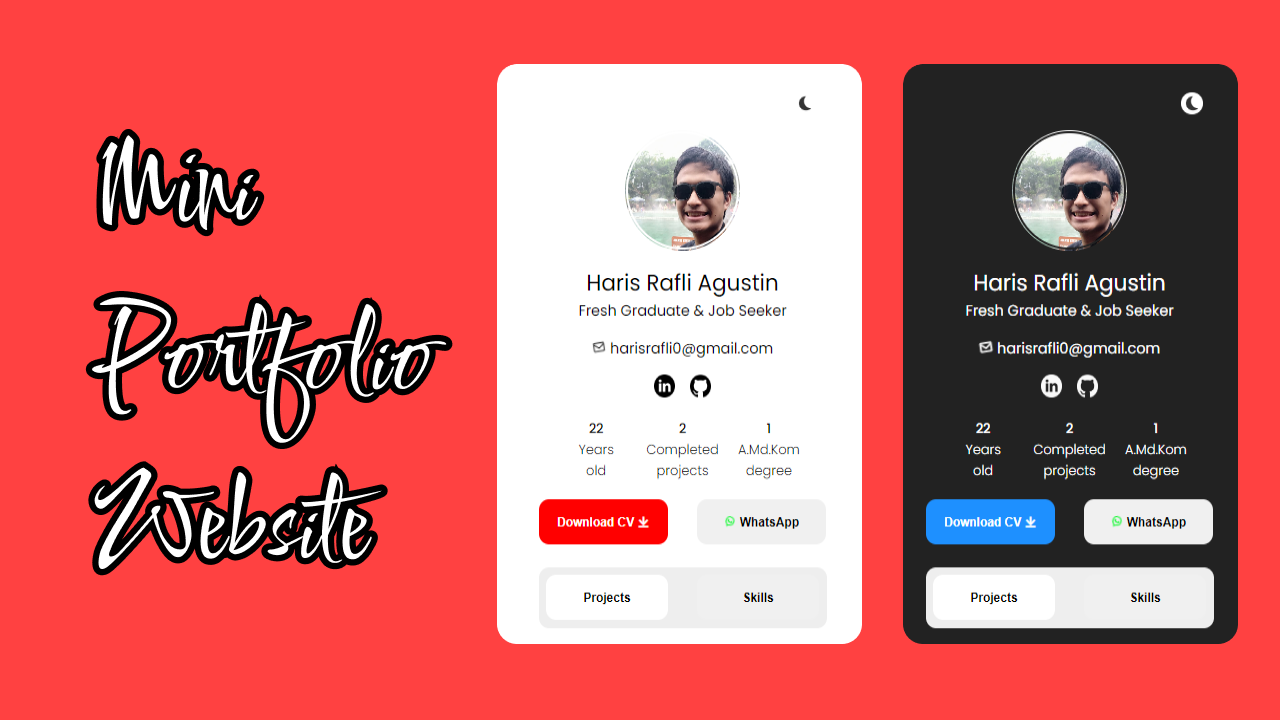 Mini
Portfolio
Website
Haris Rafli Agustin
Fresh Graduate & Job Seeker
harisrafli0@gmail.com
in
22 2 1
Years Completed A.Md.Kom
old projects degree
Download CV WhatsApp
Projects Skills
Haris Rafli Agustin
Fresh Graduate & Job Seeker
harisrafli0@gmail.com
in
22 2 1
Years Completed A.Md.Kom
old projects degree
Download CV WhatsApp
Projects Skills